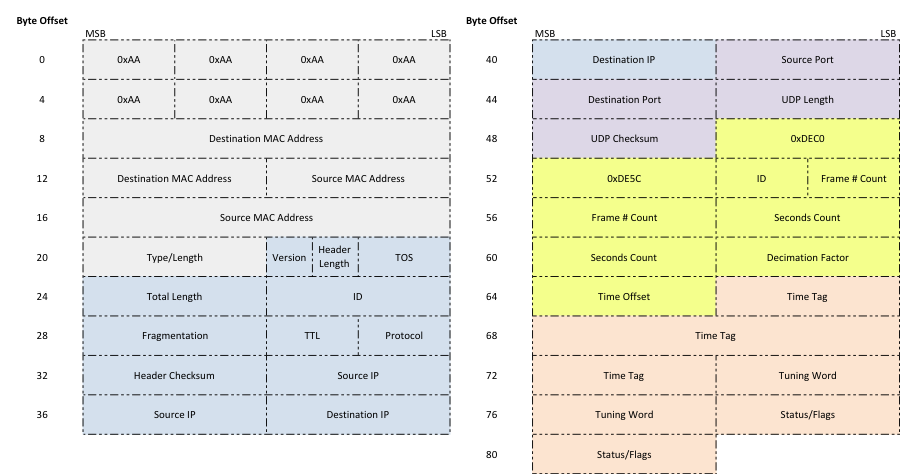 Byte Offset
MSB LSB
0 0xAA 0xAA 0xAA 0xAA
4 0xAA 0xAA 0xAA 0xAA
8 Destination MAC Address
12 Destination MAC Address Source MAC Address
16 Source MAC Address
20 Type/Length Version Header Length TOS
24 Total Length ID
28 Fragmentation TTL Protocol
32 Header Checksum Source IP
36 Source IP Destination IP
Byte Offset
MSB LSB
40 Destination IP Source Port
44 Destination Port UDP Length
48 UDP Checksum 0xDEC0
52 0xDE5C ID Frame # Count
56 Frame # Count Seconds Count
60 Seconds Count Decimation Factor
64 Time Offset Time Tag
68 Time Tag
72 Time Tag Tuning Word
76 Tuning Word Status/Flags
80 Status/Flags